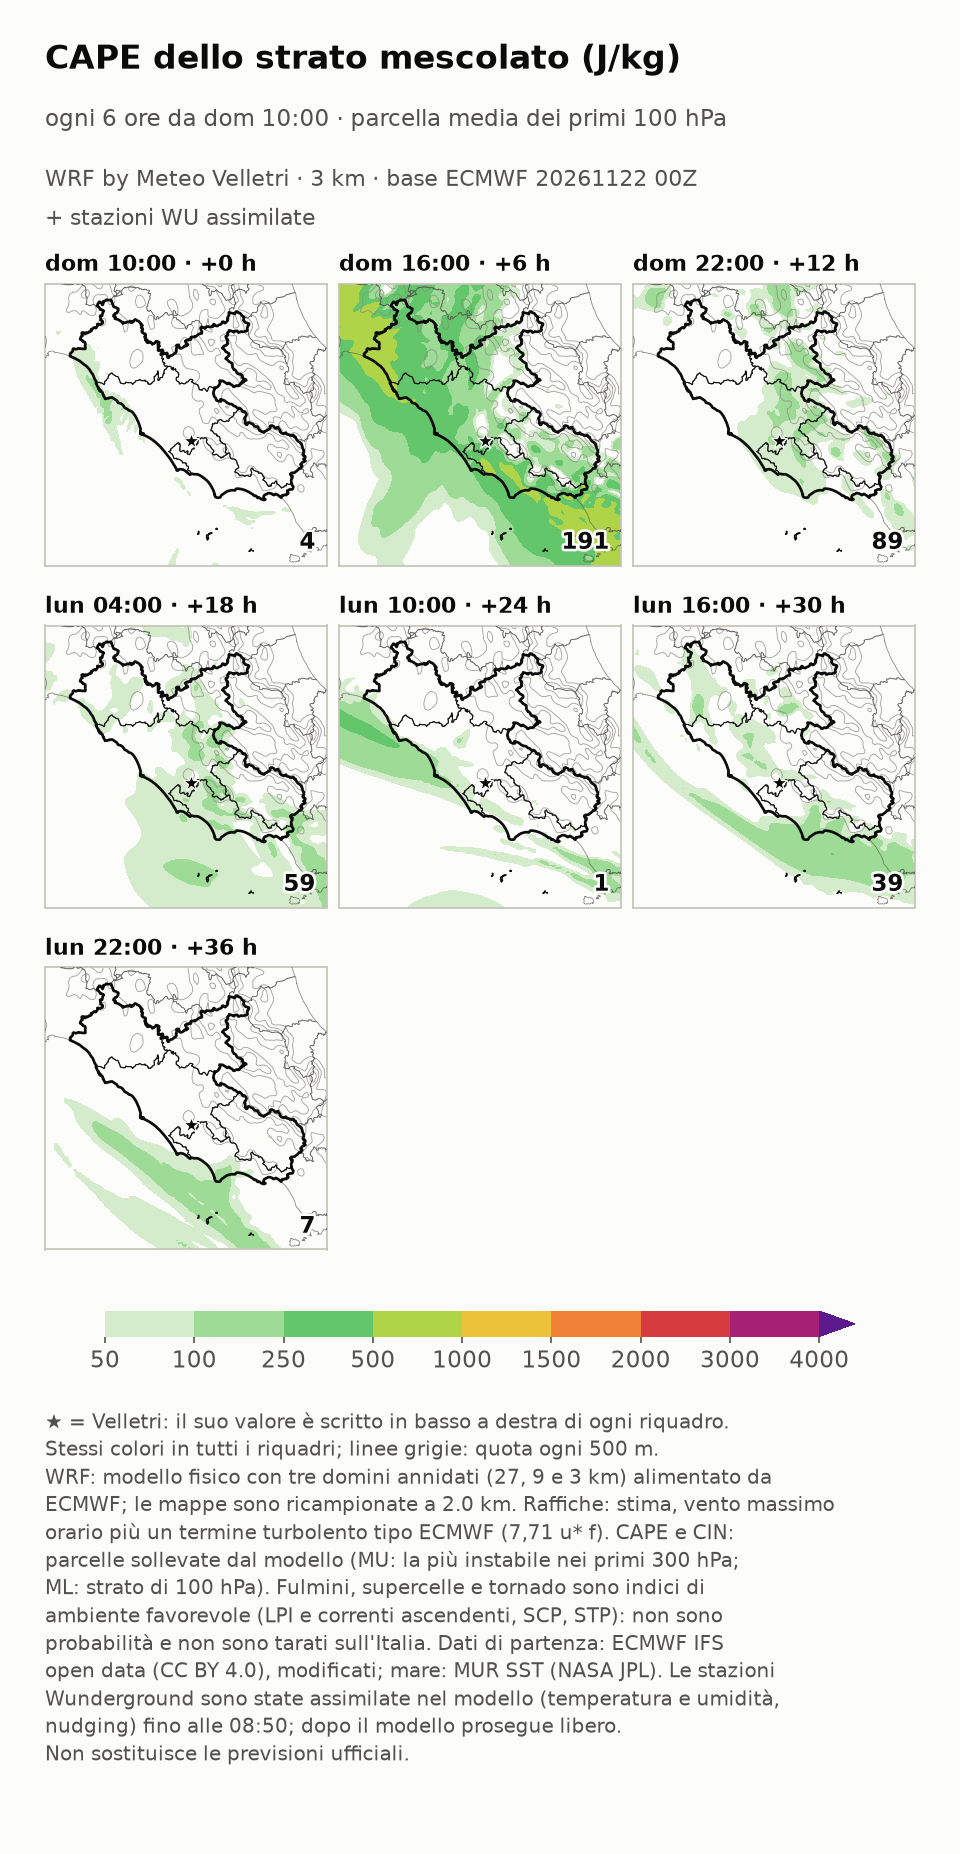 CAPE dello strato mescolato (J/kg)
ogni 6 ore da dom 10:00 · parcella media dei primi 100 hPa
WRF by Meteo Velletri · 3 km · base ECMWF 20261122 00Z
+ stazioni WU assimilate
dom 10:00 · +0 h
dom 16:00 · +6 h
dom 22:00 · +12 h
4
191
89
lun 04:00 · +18 h
lun 10:00 · +24 h
lun 16:00 · +30 h
59
1
39
lun 22:00 · +36 h
7
50 100 250 500 1000 1500 2000 3000 4000
★ = Velletri: il suo valore è scritto in basso a destra di ogni riquadro.
Stessi colori in tutti i riquadri; linee grigie: quota ogni 500 m.
WRF: modello fisico con tre domini annidati (27, 9 e 3 km) alimentato da
ECMWF; le mappe sono ricampionate a 2.0 km. Raffiche: stima, vento massimo
orario più un termine turbolento tipo ECMWF (7,71 u* f). CAPE e CIN:
parcelle sollevate dal modello (MU: la più instabile nei primi 300 hPa;
ML: strato di 100 hPa). Fulmini, supercelle e tornado sono indici di
ambiente favorevole (LPI e correnti ascendenti, SCP, STP): non sono
probabilità e non sono tarati sull'Italia. Dati di partenza: ECMWF IFS
open data (CC BY 4.0), modificati; mare: MUR SST (NASA JPL). Le stazioni
Wunderground sono state assimilate nel modello (temperatura e umidità,
nudging) fino alle 08:50; dopo il modello prosegue libero.
Non sostituisce le previsioni ufficiali.